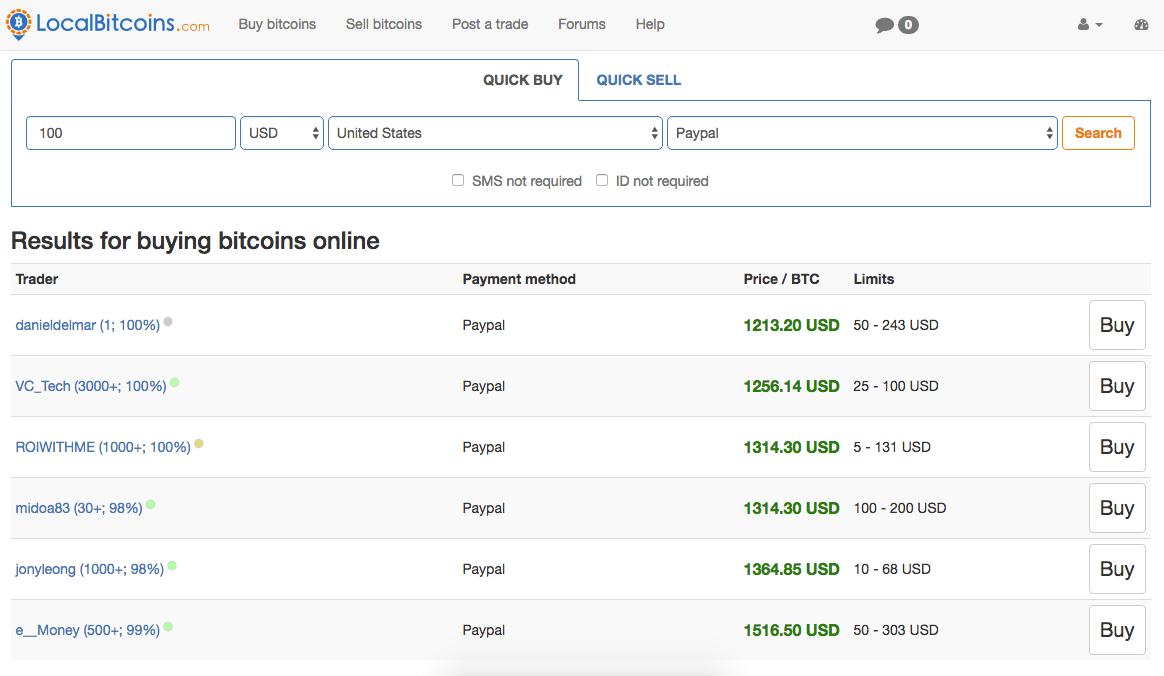 LocalBitcoins.com Buy bitcoins Sell bitcoins Post a trade Forums Help 0
QUICK BUY QUICK SELL
100 USD United States Paypal Search
SMS not required ID not required
Results for buying bitcoins online
Trader Payment method Price / BTC Limits
danieldelmar (1; 100%) Paypal 1213.20 USD 50 - 243 USD Buy
VC_Tech (3000+; 100%) Paypal 1256.14 USD 25 - 100 USD Buy
ROIWITHME (1000+; 100%) Paypal 1314.30 USD 5 - 131 USD Buy
midoa83 (30+; 98%) Paypal 1314.30 USD 100 - 200 USD Buy
jonyleong (1000+; 98%) Paypal 1364.85 USD 10 - 68 USD Buy
e__Money (500+; 99%) Paypal 1516.50 USD 50 - 303 USD Buy